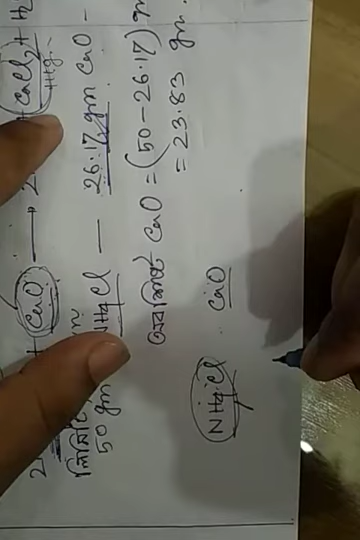 2 + CaO → 2 + CaCl₂ + H₂
50 gm NH₄Cl — 26.17 gm CaO -
অবশিষ্ট CaO = (50 - 26.17) gm
= 23.83 gm.
NH₄Cl CaO